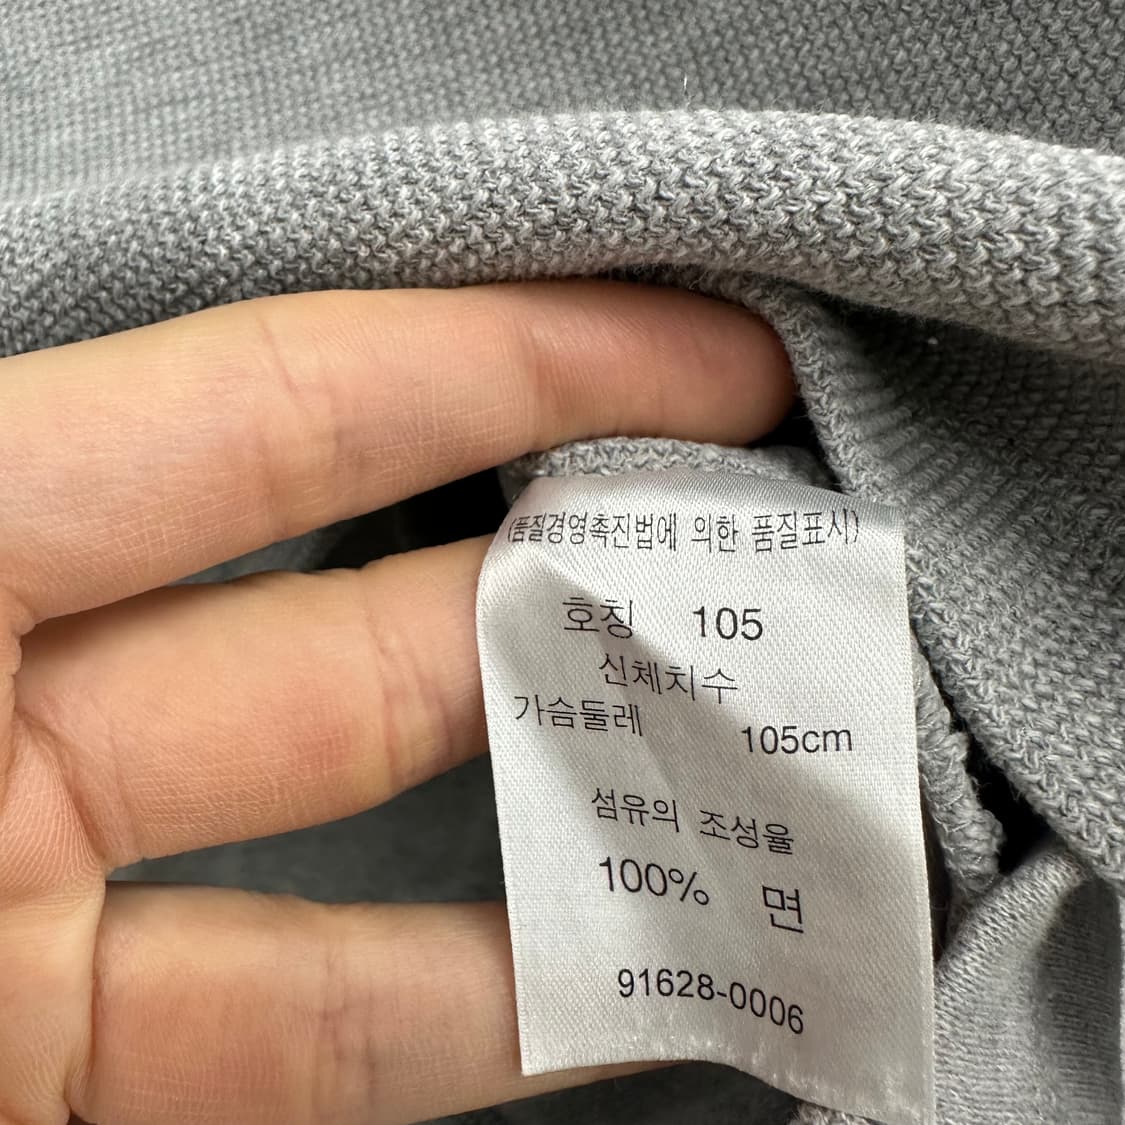 (품질경영촉진법에 의한 품질표시)
호칭 105
신체치수
가슴둘레 105cm
섬유의 조성율
100% 면
91628-0006